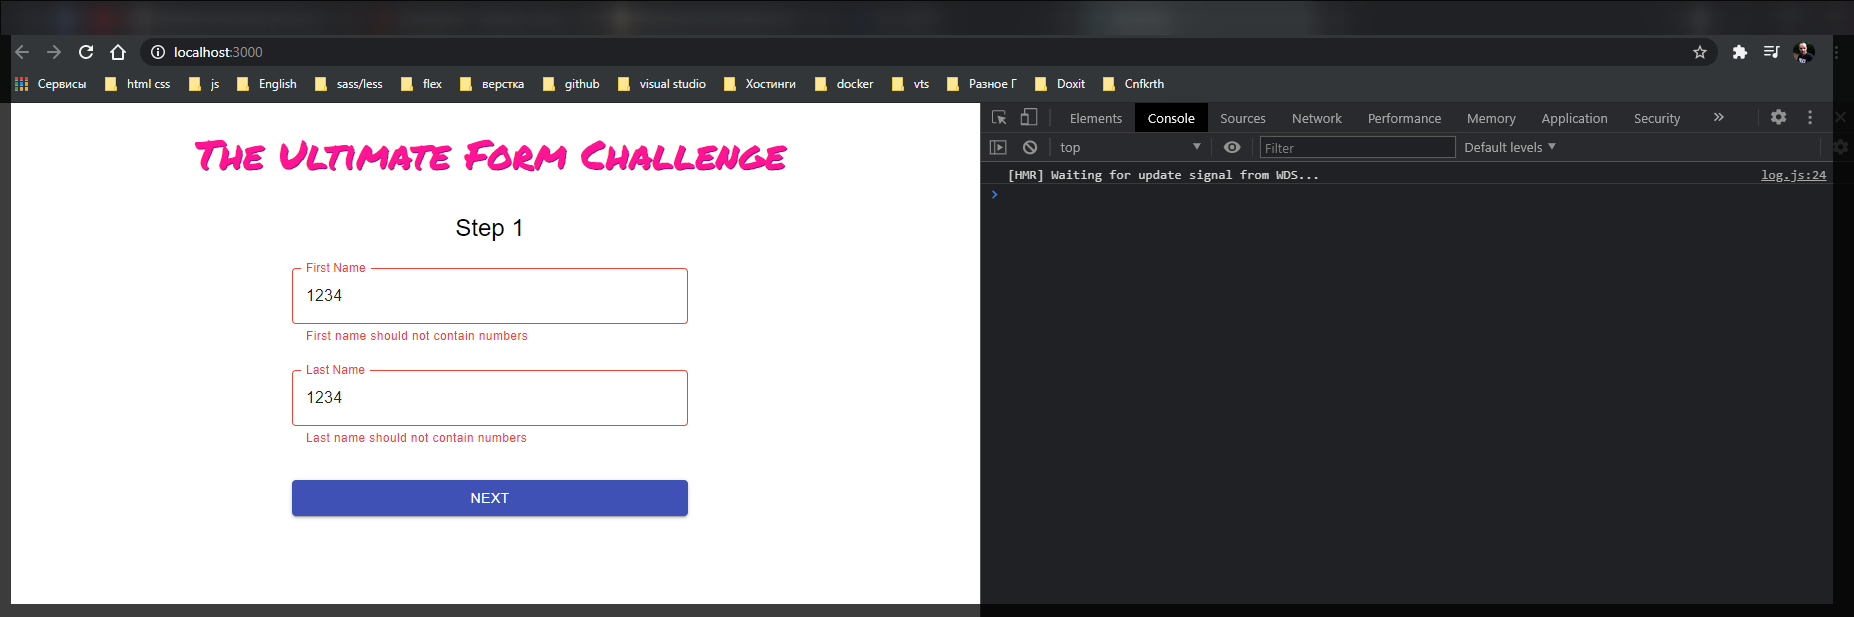 localhost:3000
Сервисы html css js English sass/less flex верстка github visual studio Хостинги docker vts Разное Г Doxit Cnfkrth
The Ultimate Form Challenge
Step 1
First Name
1234
First name should not contain numbers
Last Name
1234
Last name should not contain numbers
NEXT
Elements Console Sources Network Performance Memory Application Security »
top Filter Default levels
[HMR] Waiting for update signal from WDS... log.js:24